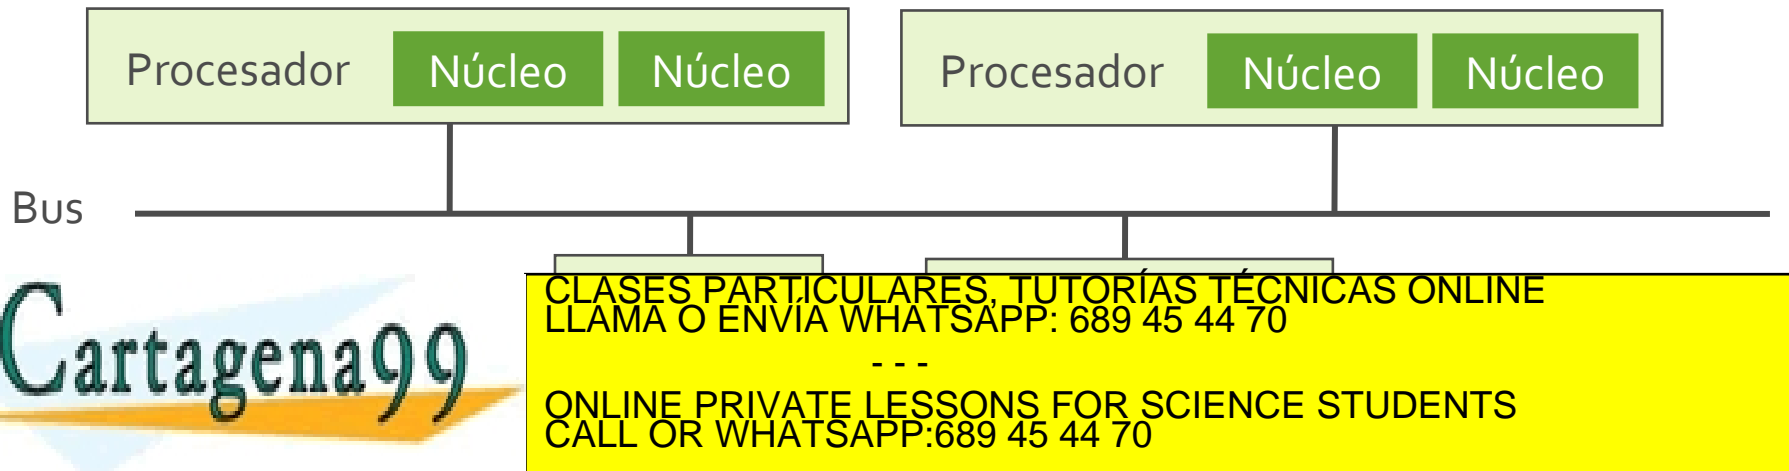 Procesador Núcleo Núcleo Procesador Núcleo Núcleo
Bus
Cartagena99
CLASES PARTICULARES, TUTORÍAS TÉCNICAS ONLINE
LLAMA O ENVÍA WHATSAPP: 689 45 44 70
- - -
ONLINE PRIVATE LESSONS FOR SCIENCE STUDENTS
CALL OR WHATSAPP:689 45 44 70